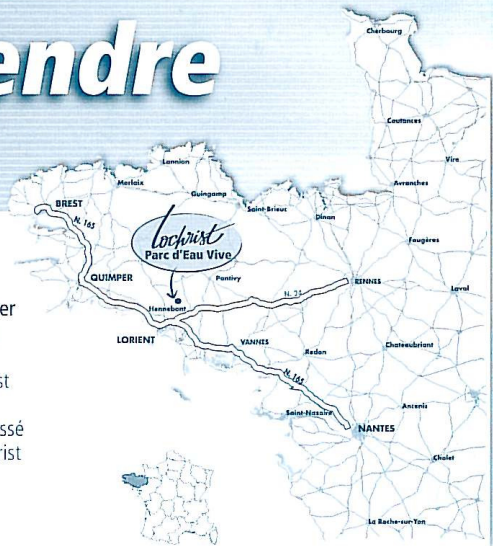 endre
Cherbourg
Coutances
Vire
Lannion
Morlaix
Guingamp
Avranches
BREST
Saint-Brieuc
Dinan
N. 165
Lochrist
Parc d'Eau Vive
Fougères
QUIMPER
Pontivy
N. 24
RENNES
Laval
er
Hennebont
LORIENT
VANNES
Redon
Chateaubriant
st
N. 165
ssé
rist
Saint-Nazaire
Ancenis
NANTES
Cholet
La Roche-sur-Yon